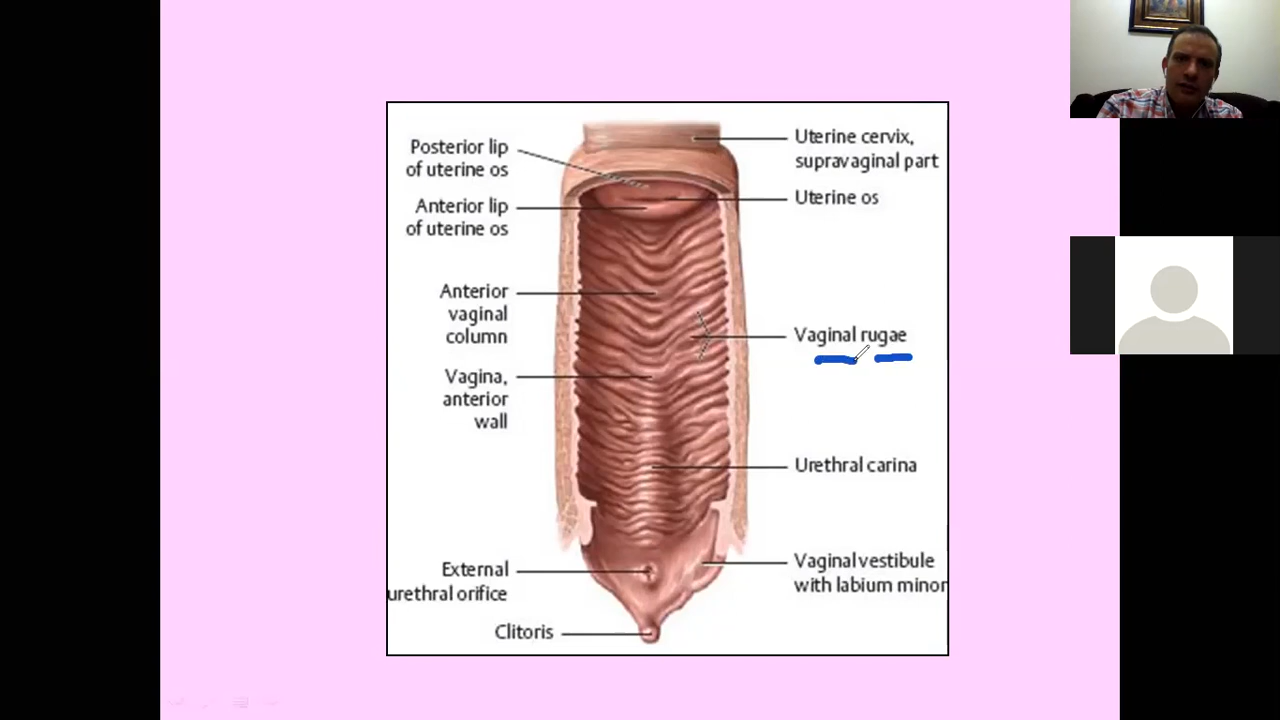 Posterior lip
of uterine os
Anterior lip
of uterine os
Anterior
vaginal
column
Vagina,
anterior
wall
External
urethral orifice
Clitoris
Uterine cervix,
supravaginal part
Uterine os
Vaginal rugae
Urethral carina
Vaginal vestibule
with labium minor